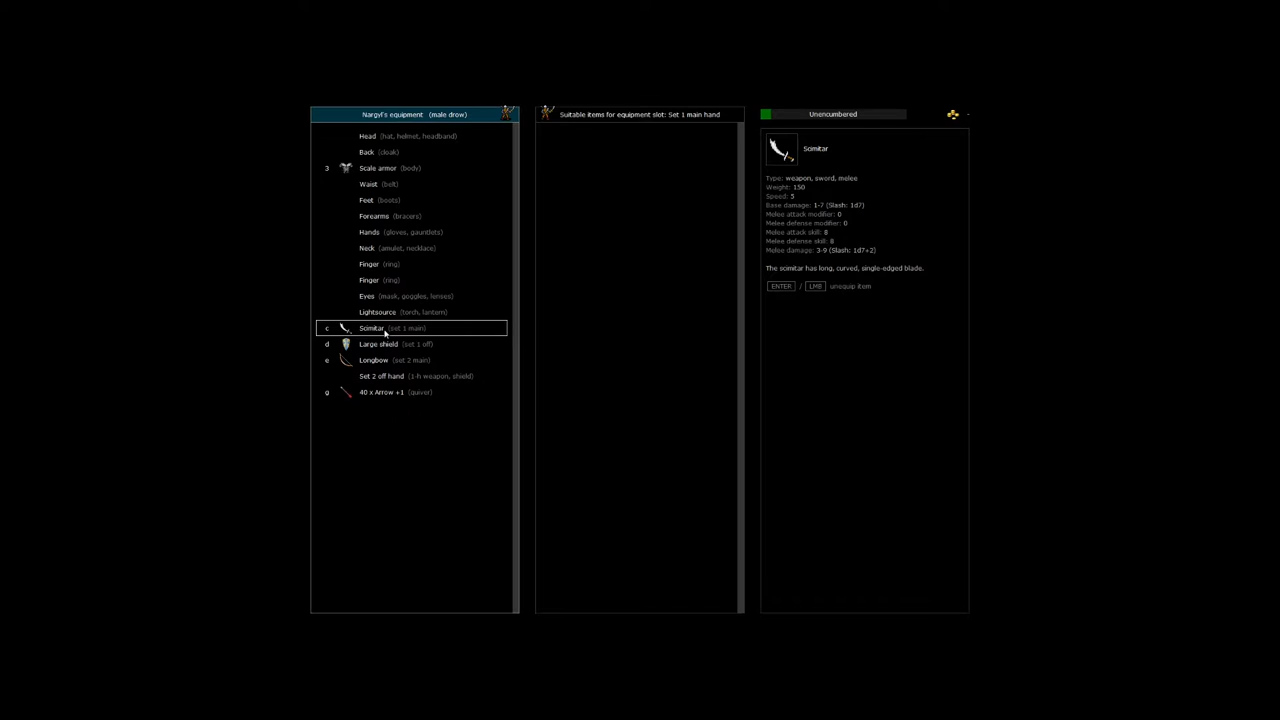 Nargyl's equipment (male drow)
Head (hat, helmet, headband)
Back (cloak)
3 Scale armor (body)
Waist (belt)
Feet (boots)
Forearms (bracers)
Hands (gloves, gauntlets)
Neck (amulet, necklace)
Finger (ring)
Finger (ring)
Eyes (mask, goggles, lenses)
Lightsource (torch, lantern)
c Scimitar (set 1 main)
d Large shield (set 1 off)
e Longbow (set 2 main)
Set 2 off hand (1-h weapon, shield)
g 40 x Arrow +1 (quiver)
Suitable items for equipment slot: Set 1 main hand
Unencumbered
-
Scimitar
Type: weapon, sword, melee
Weight: 150
Speed: 5
Base damage: 1-7 (Slash: 1d7)
Melee attack modifier: 0
Melee defense modifier: 0
Melee attack skill: 8
Melee defense skill: 8
Melee damage: 3-9 (Slash: 1d7+2)
The scimitar has long, curved, single-edged blade.
ENTER / LMB unequip item